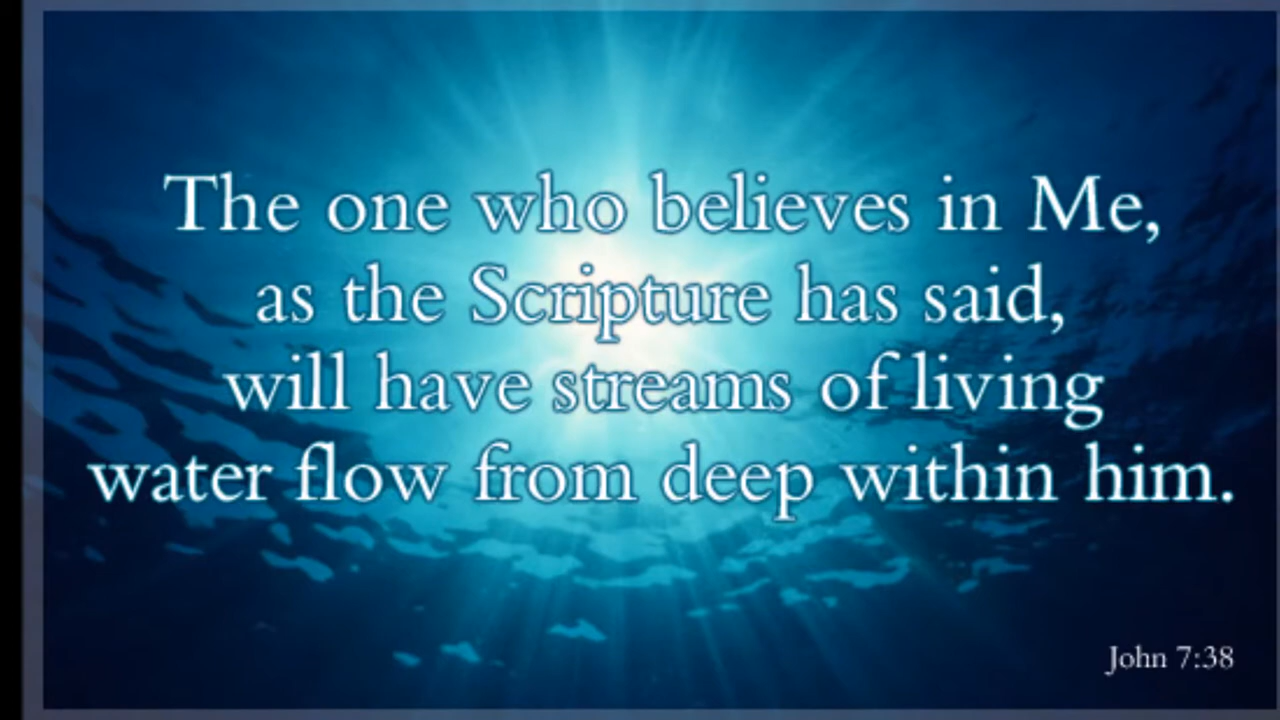 The one who believes in Me,
as the Scripture has said,
will have streams of living
water flow from deep within him.
John 7:38